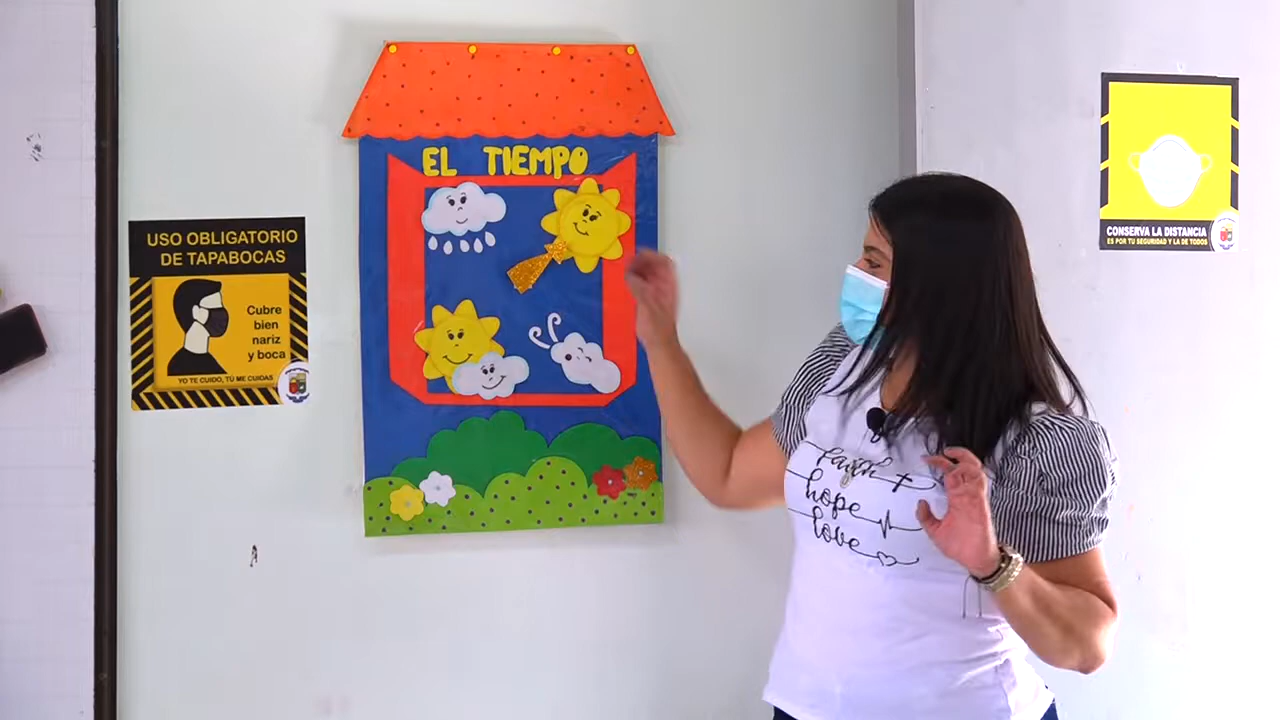 EL TIEMPO
USO OBLIGATORIO
DE TAPABOCAS
Cubre
bien
nariz
y boca
YO TE CUIDO, TÚ ME CUIDAS
CONSERVA LA DISTANCIA
ES POR TU SEGURIDAD Y LA DE TODOS
faith
hope
love